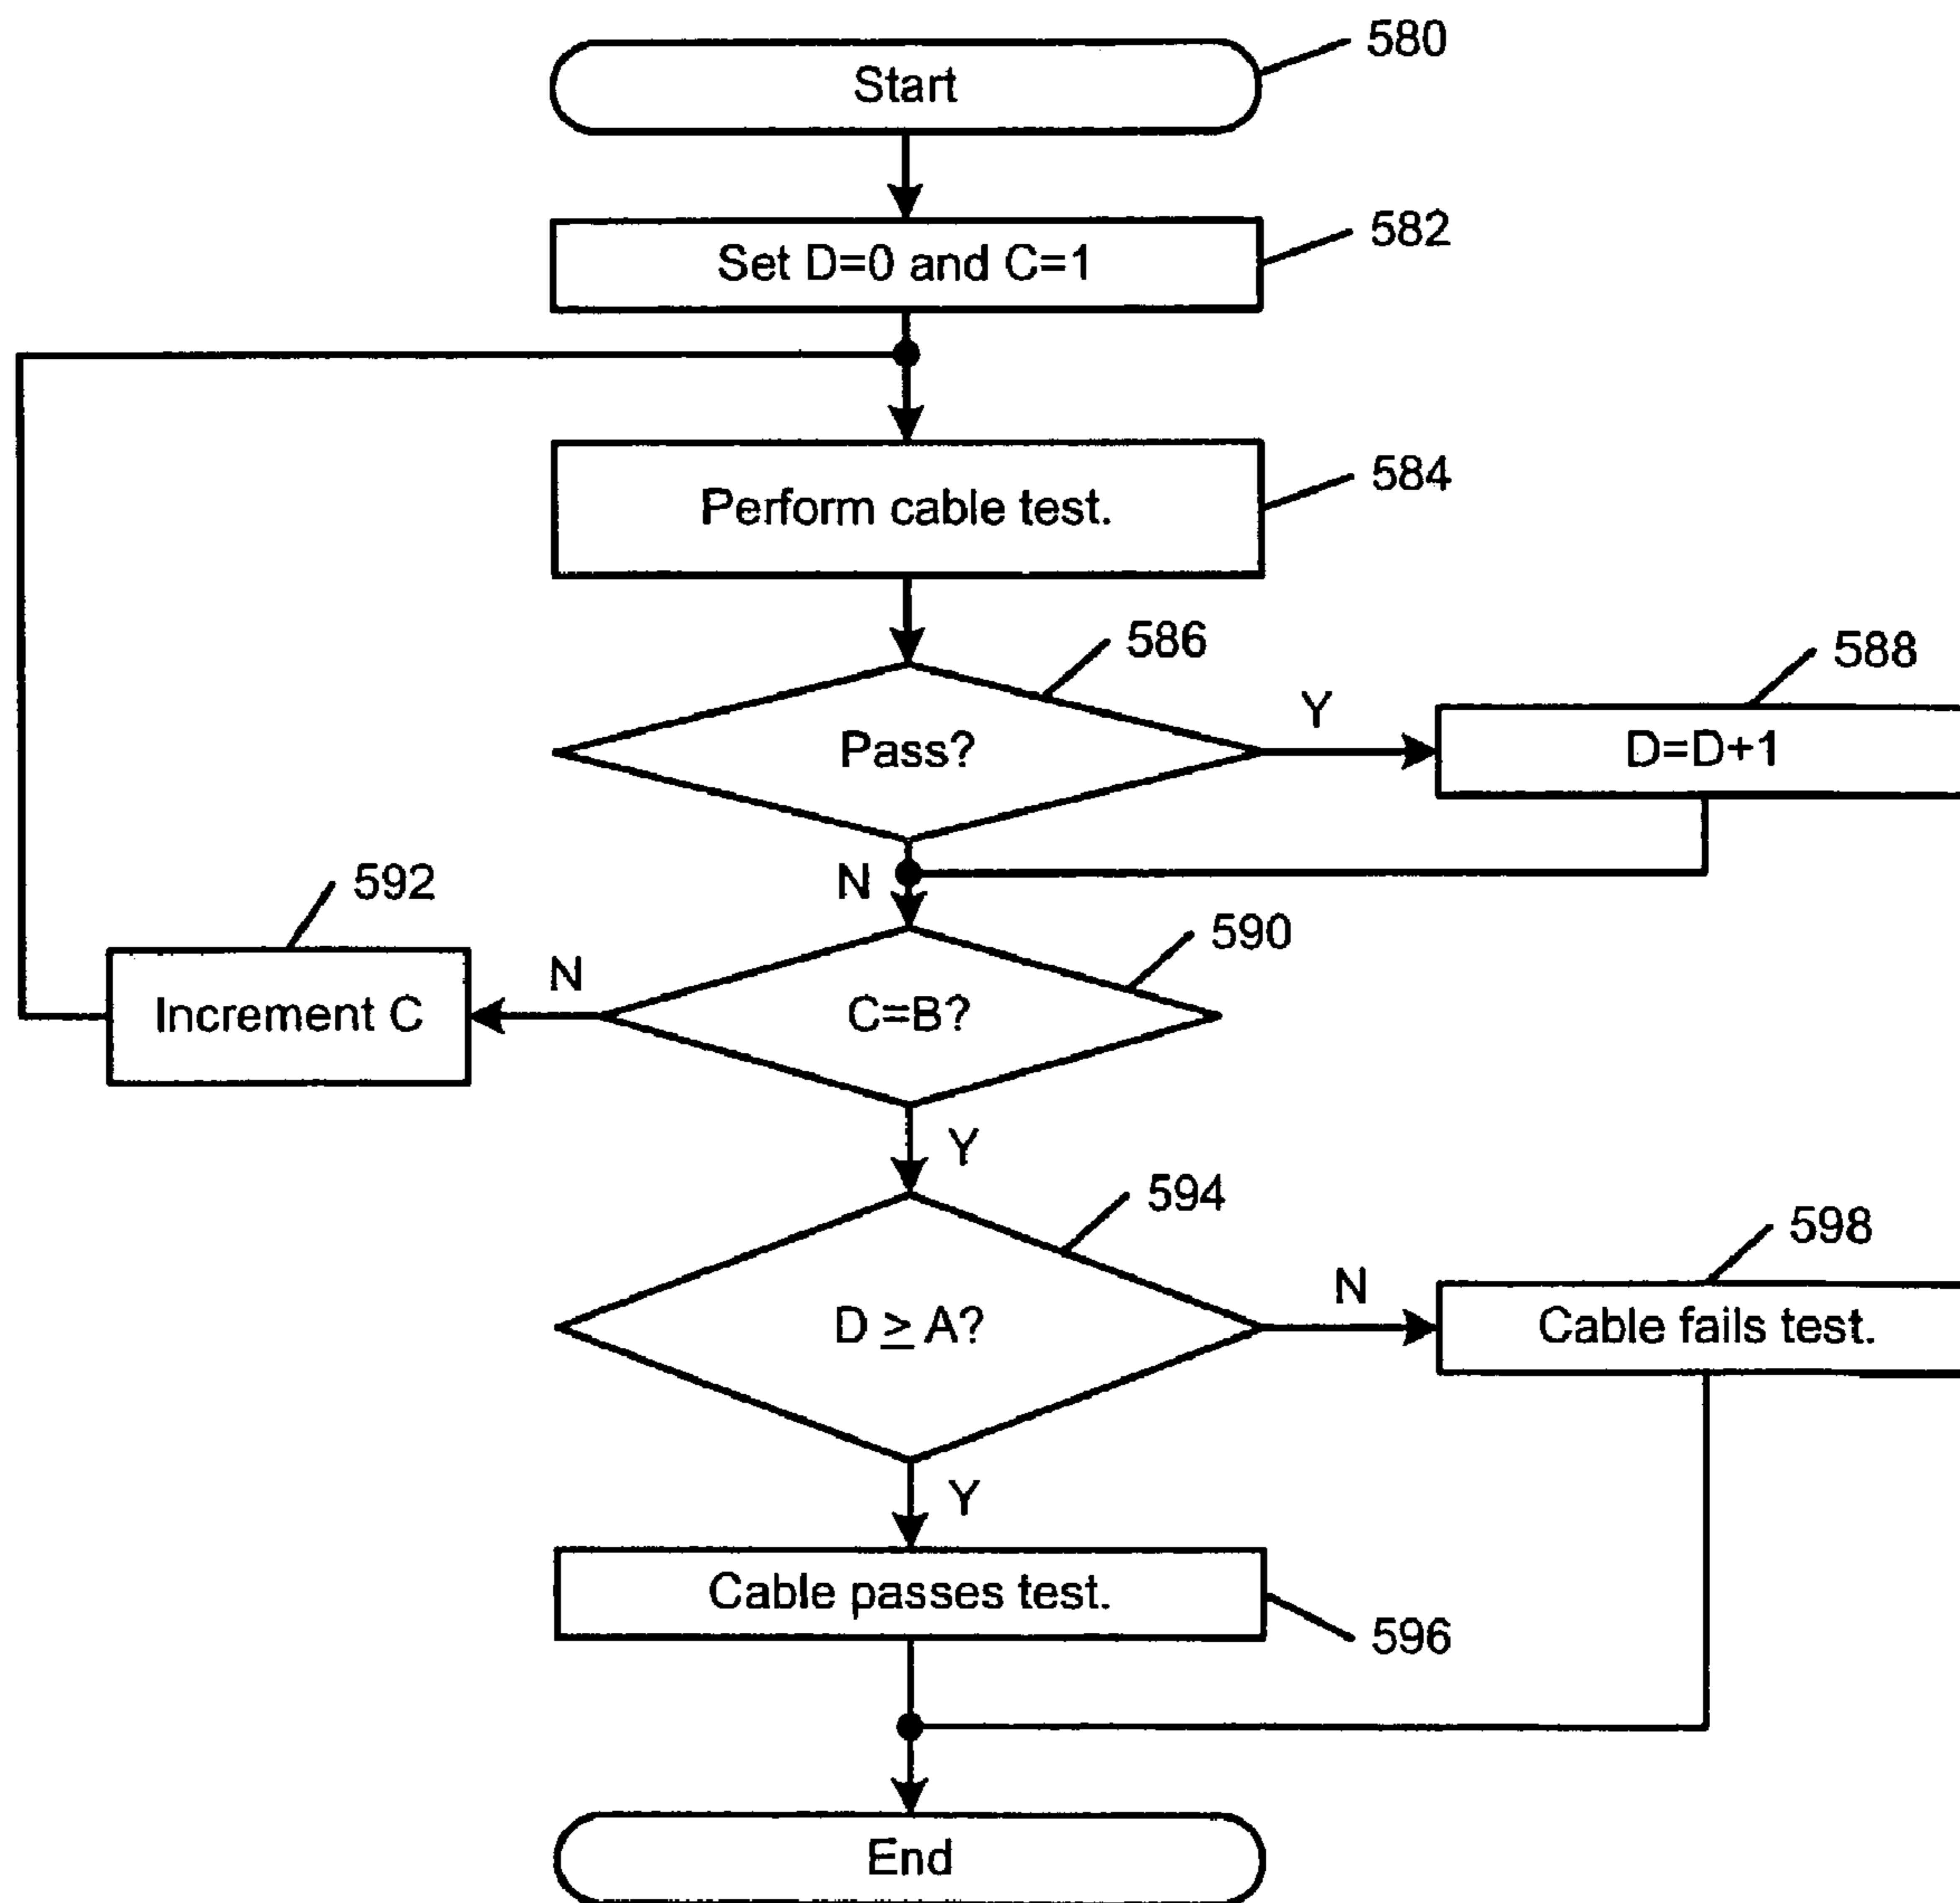 Start
580
Set D=0 and C=1
582
Perform cable test.
584
586
Pass?
Y
588
D=D+1
N
592
Increment C
N
590
C=B?
Y
594
D ≥ A?
N
598
Cable fails test.
Y
Cable passes test.
596
End